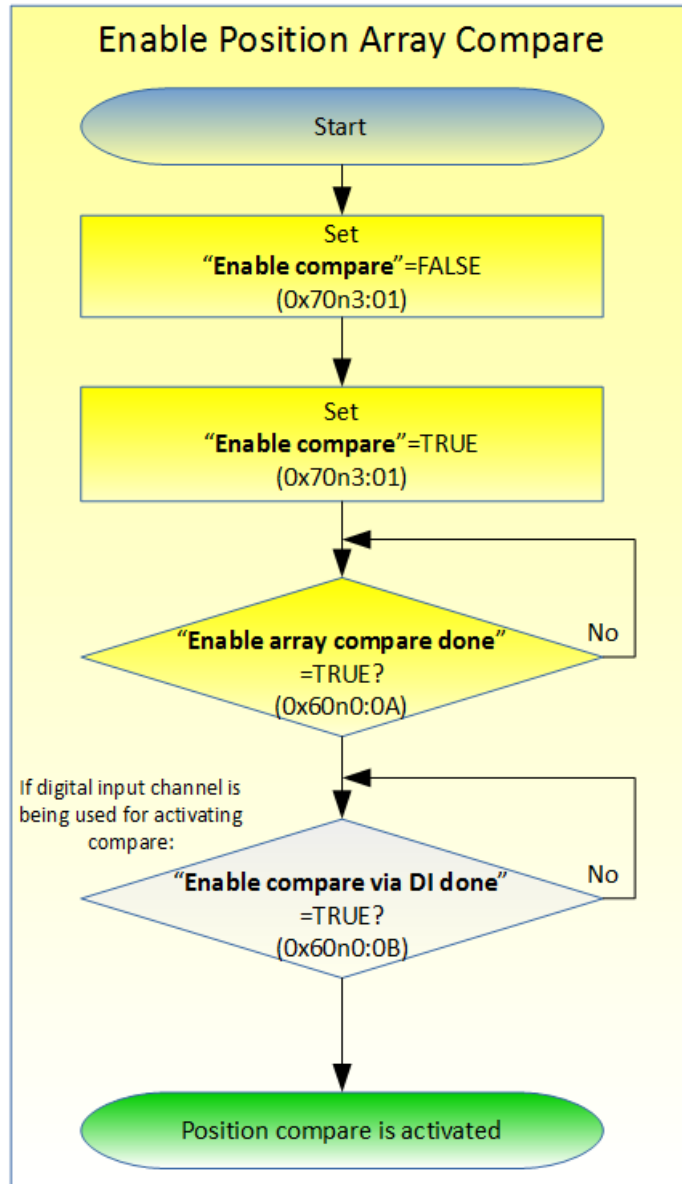 Enable Position Array Compare
Start
Set
“Enable compare”=FALSE
(0x70n3:01)
Set
“Enable compare”=TRUE
(0x70n3:01)
“Enable array compare done”
=TRUE?
(0x60n0:0A)
No
If digital input channel is
being used for activating
compare:
“Enable compare via DI done”
=TRUE?
(0x60n0:0B)
No
Position compare is activated